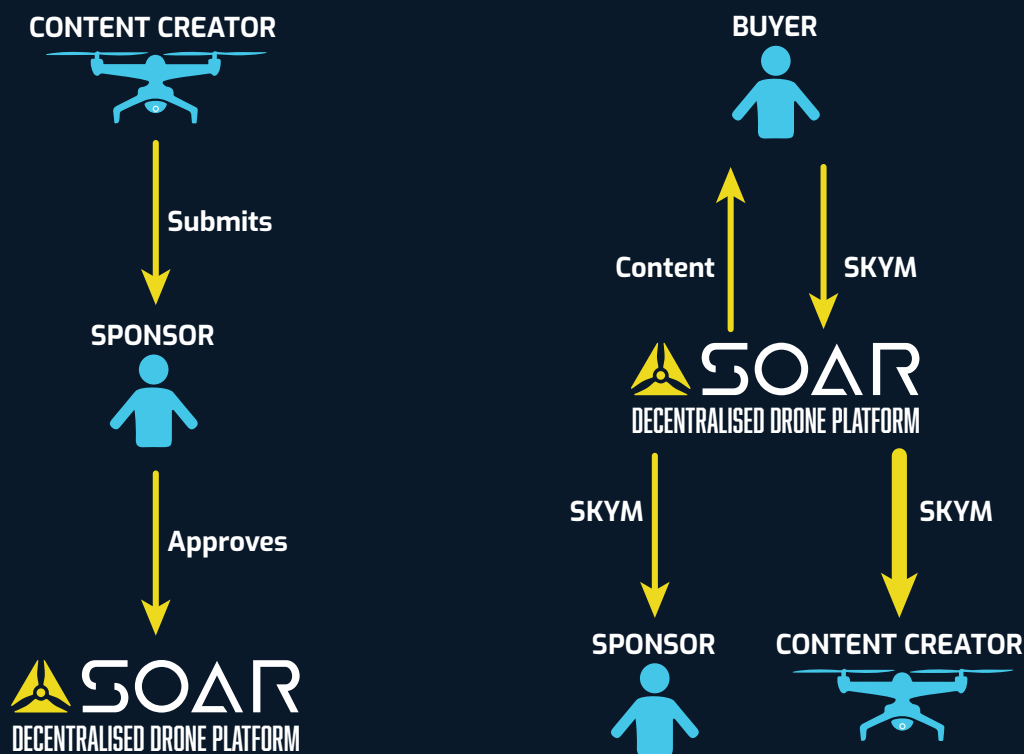 CONTENT CREATOR
Submits
SPONSOR
Approves
SOAR
DECENTRALISED DRONE PLATFORM
BUYER
Content
SKYM
SOAR
DECENTRALISED DRONE PLATFORM
SKYM
SKYM
SPONSOR
CONTENT CREATOR